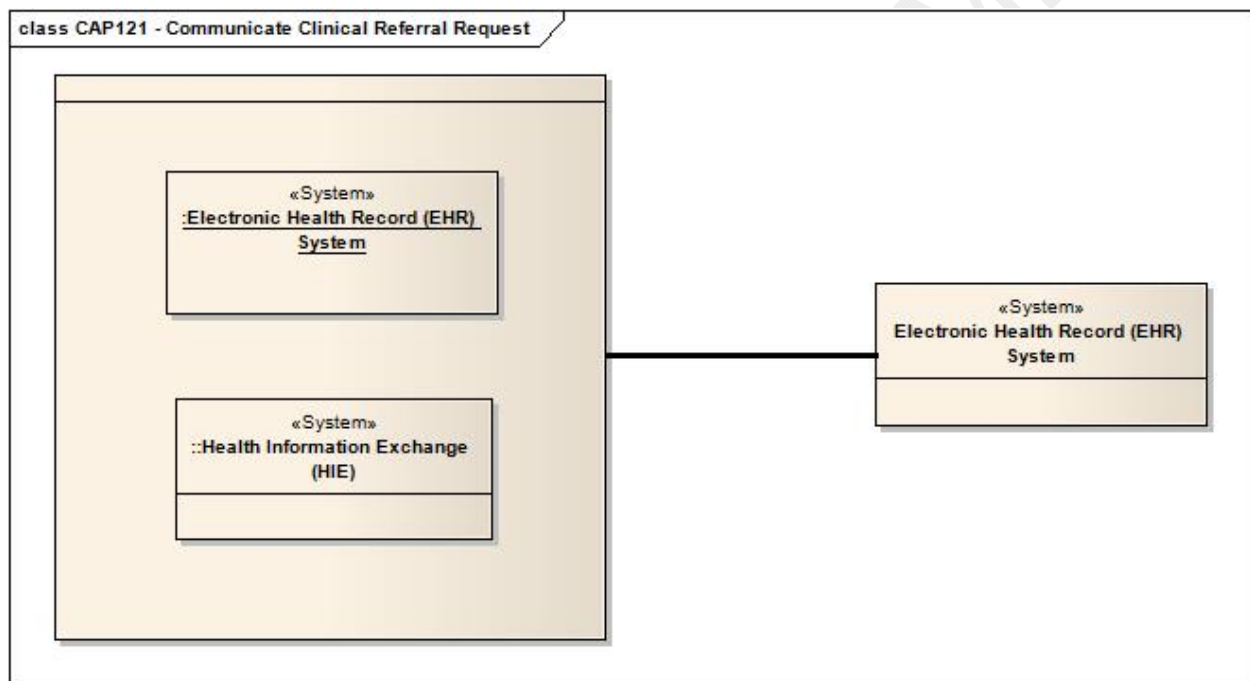 class CAP121 - Communicate Clinical Referral Request
«System»
:Electronic Health Record (EHR)
System
«System»
::Health Information Exchange
(HIE)
«System»
Electronic Health Record (EHR)
System